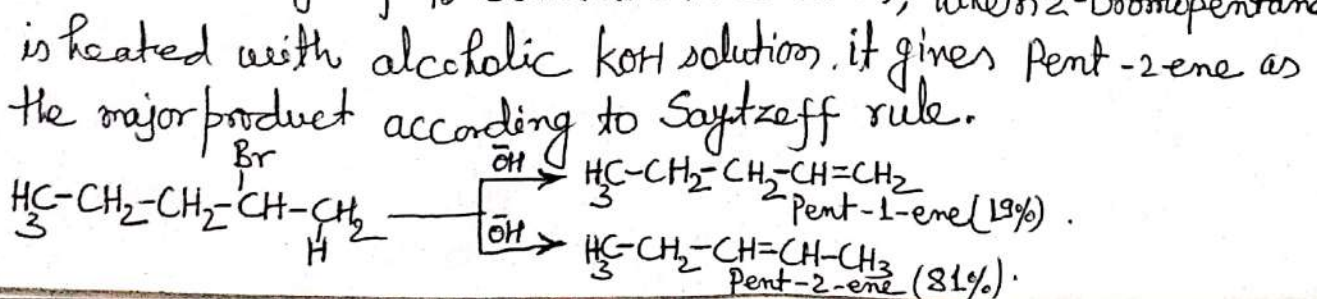 is heated with alcoholic KOH solution. it gives Pent-2-ene as
the major product according to Saytzeff rule.
Br
H₃C-CH₂-CH₂-CH-CH₂
H
ŌH
H₃C-CH₂-CH₂-CH=CH₂
Pent-1-ene (19%).
ŌH
H₃C-CH₂-CH=CH-CH₃
Pent-2-ene (81%).